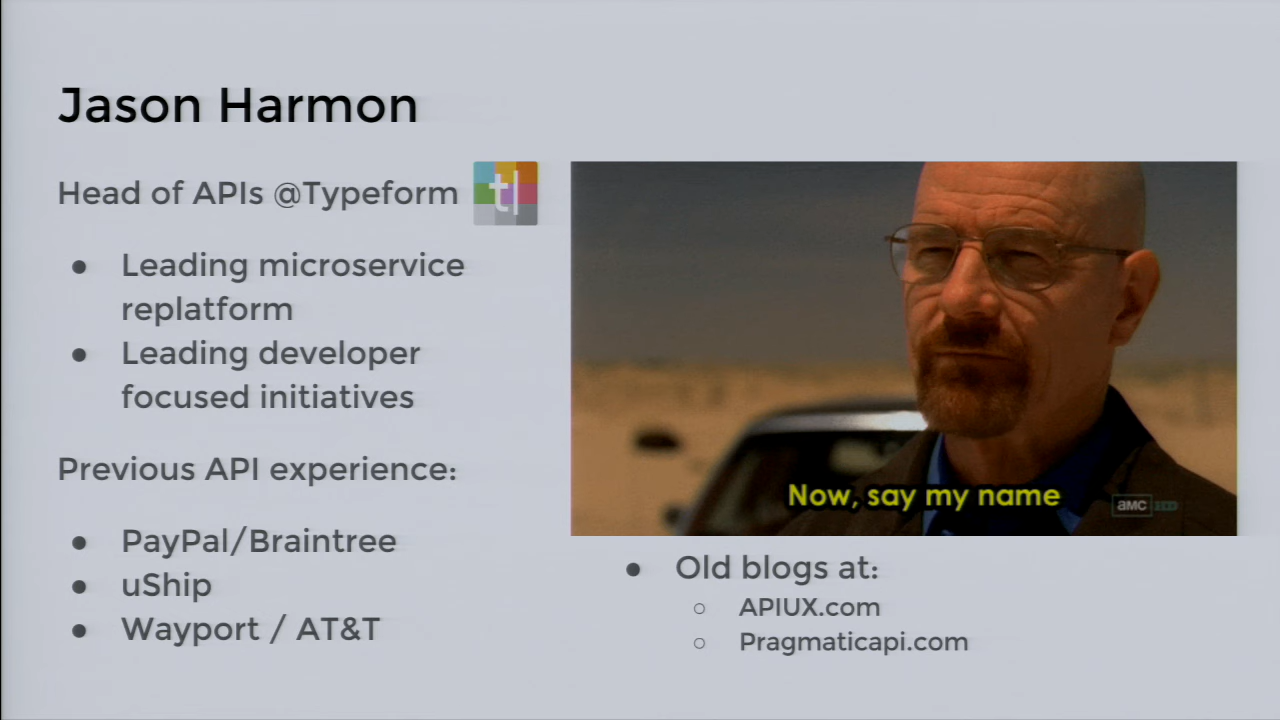 Jason Harmon
Head of APIs @Typeform
tl
● Leading microservice
replatform
● Leading developer
focused initiatives
Previous API experience:
● PayPal/Braintree
● uShip
● Wayport / AT&T
Now, say my name
amc
● Old blogs at:
○ APIUX.com
○ Pragmaticapi.com